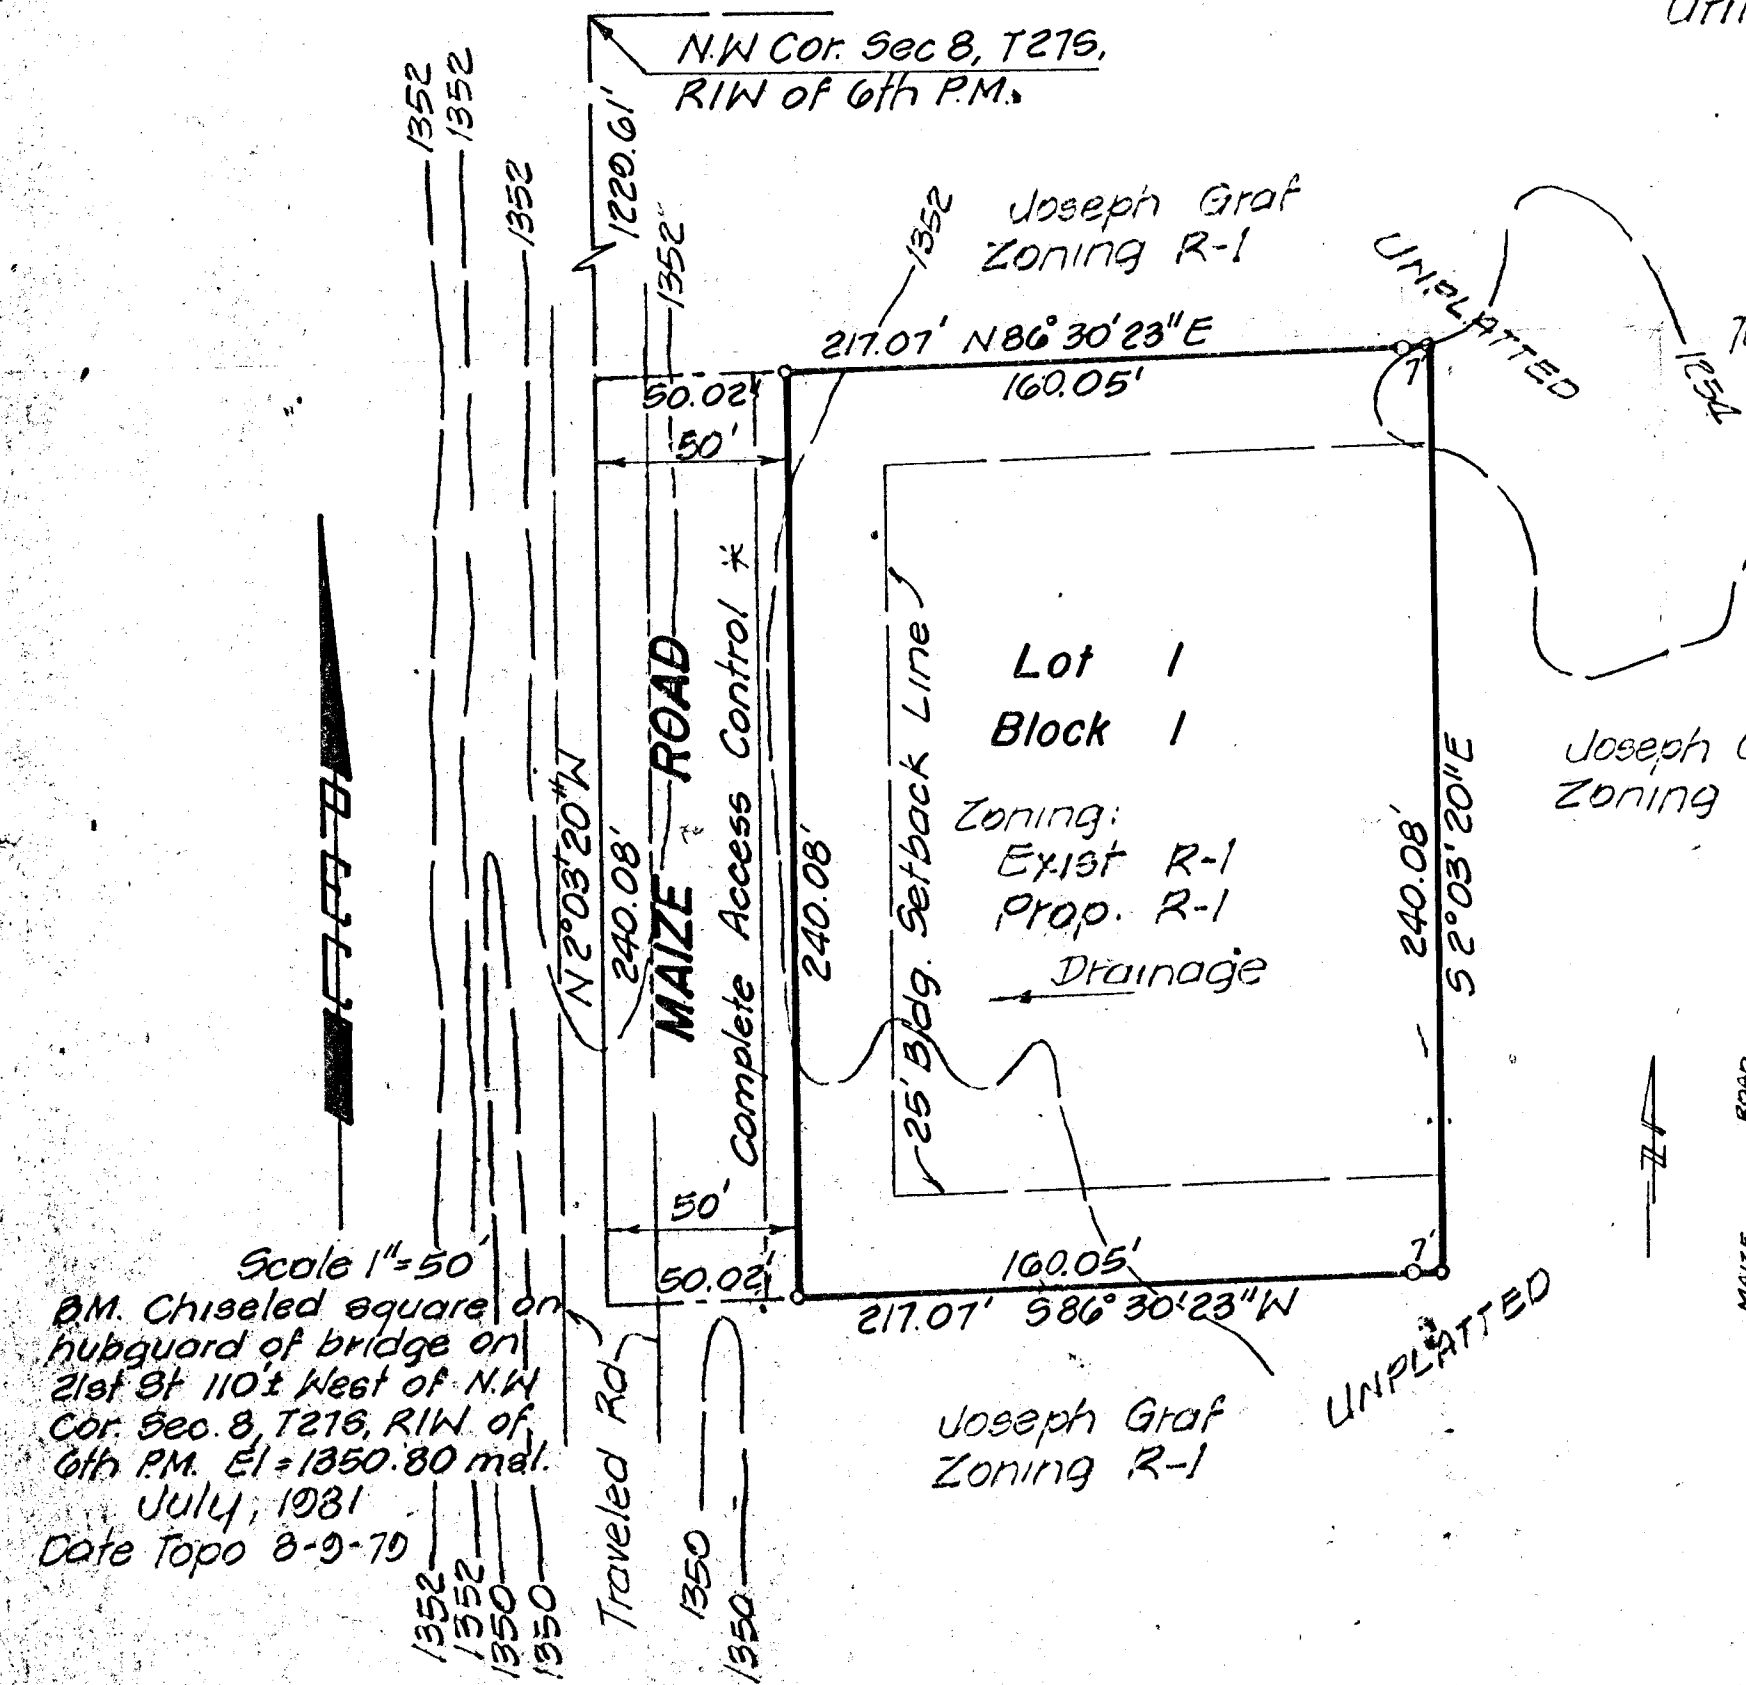 N.W Cor. Sec 8, T27S,
R1W of 6th P.M.
1352
1352
1352
1220.61'
1352
1352
Joseph Graf
Zoning R-1
UNPLATTED
217.07' N86°30'23"E
160.05'
7'
50.02'
50'
Lot 1
Block 1
Zoning:
Exist R-1
Prop. R-1
Drainage
25' Bldg. Setback Line
Complete Access Control *
MAIZE ROAD
N2°03'20"W
240.08'
240.08'
240.08'
S2°03'20"E
Joseph
Zoning
ROAD
MAIZE
50'
50.02'
160.05'
7'
217.07' S86°30'23"W
UNPLATTED
Joseph Graf
Zoning R-1
Scale 1"=50'
B.M. Chiseled square on
hubguard of bridge on
21st St 110'± West of N.W
Cor. Sec. 8, T27S, R1W of
6th P.M. El=1350.80 msl.
July, 1981
Date Topo 8-9-79
1352
1352
1350
1350
Traveled Rd
1350
1350